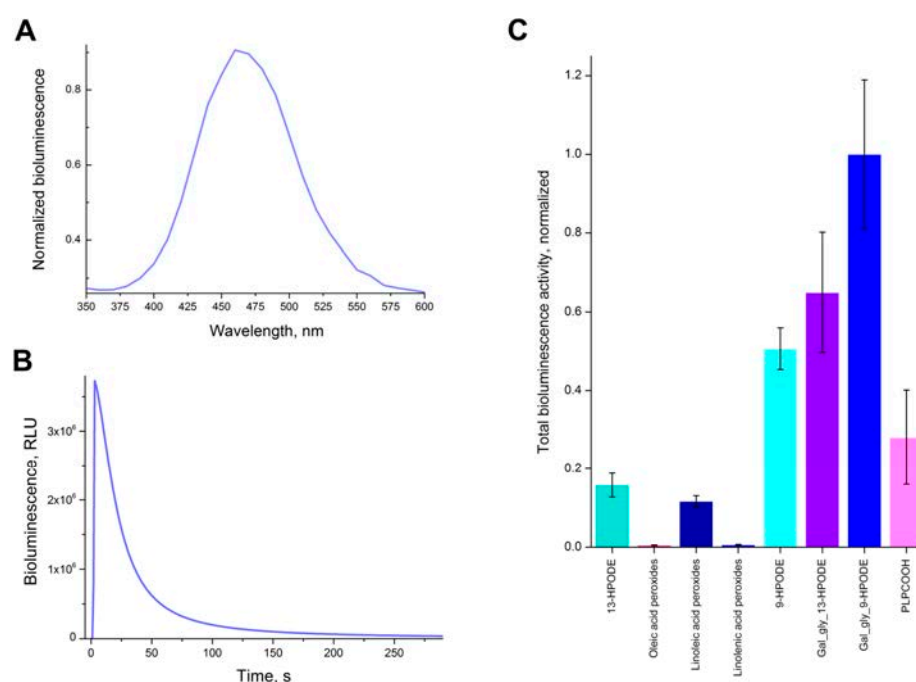 A
Normalized bioluminescence
0.8
0.4
350 375 400 425 450 475 500 525 550 575 600
Wavelength, nm
B
Bioluminescence, RLU
3x10⁶
2x10⁶
1x10⁶
0
0 50 100 150 200 250
Time, s
C
Total bioluminescence activity, normalized
1.2
1.0
0.8
0.6
0.4
0.2
0.0
13-HPODE
Oleic acid peroxides
Linoleic acid peroxides
Linolenic acid peroxides
9-HPODE
Gal_gly_13-HPODE
Gal_gly_9-HPODE
PLPCOOH